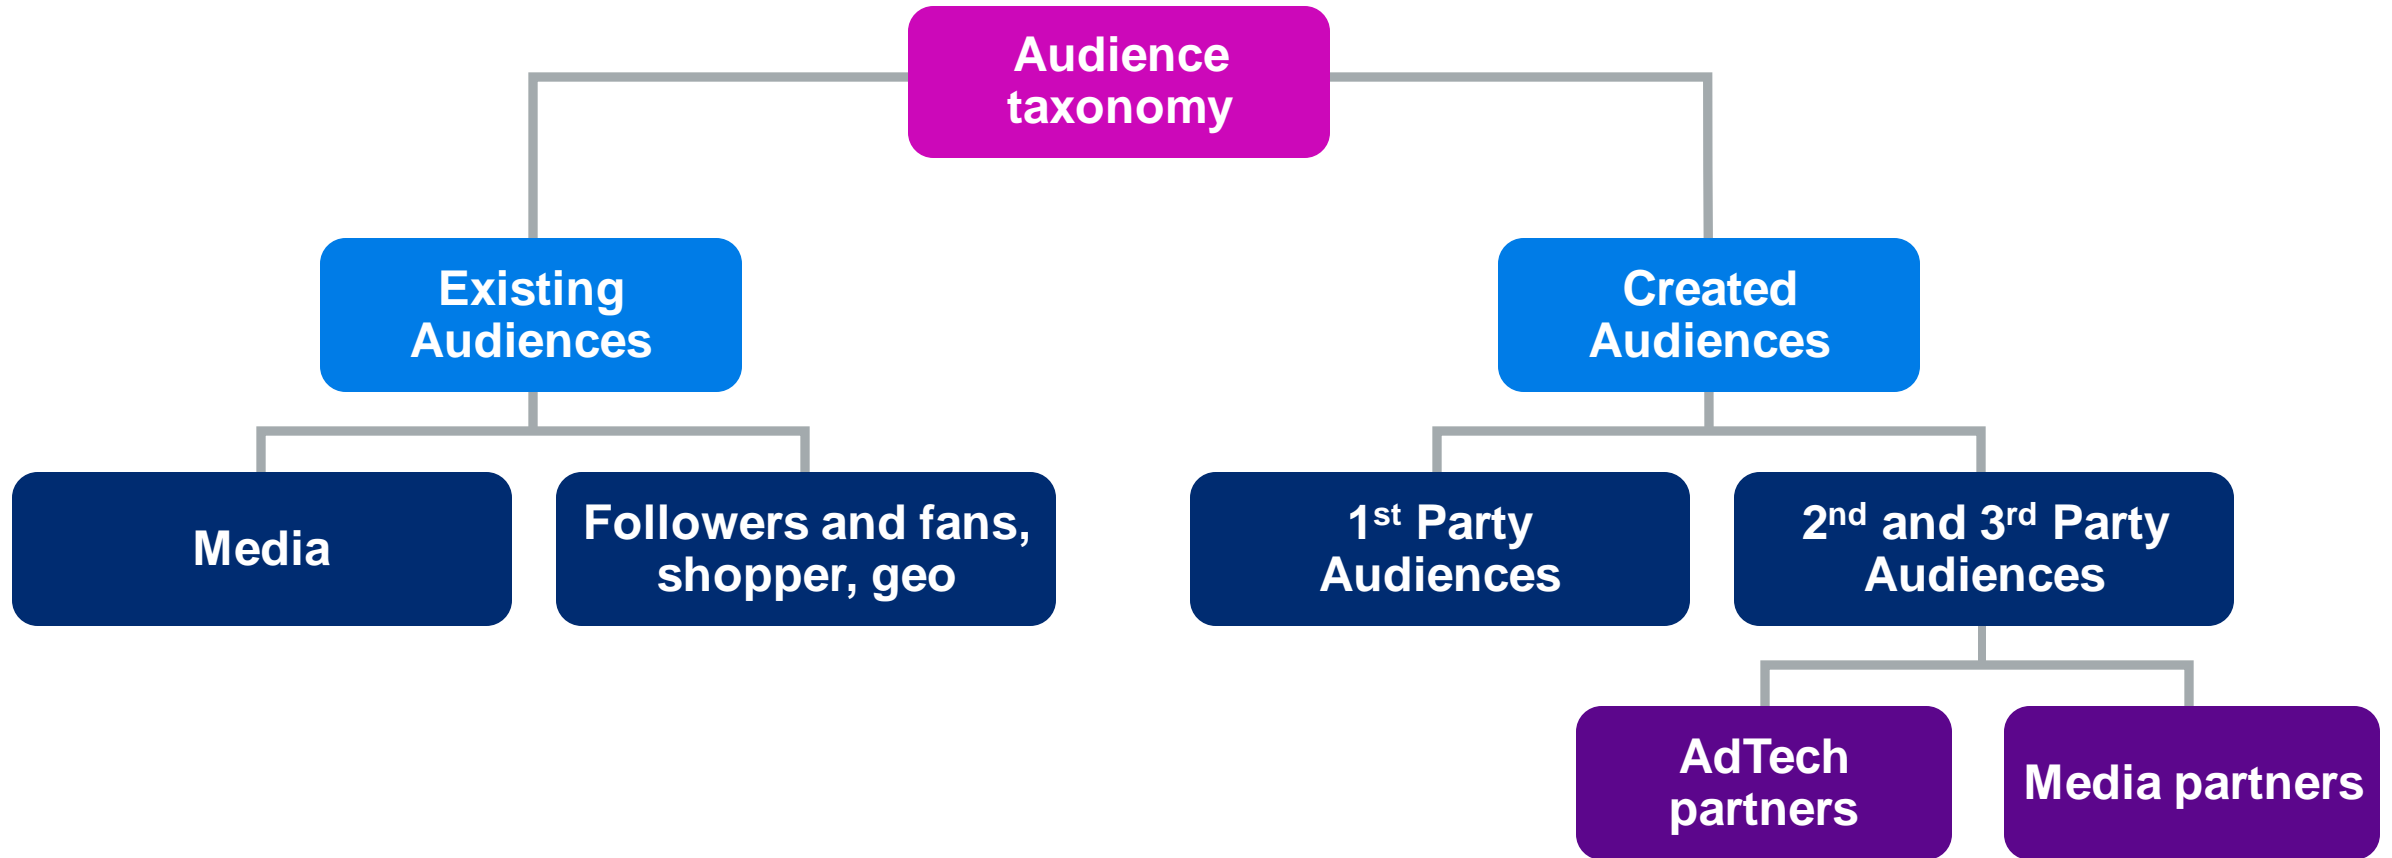 Audience
taxonomy
Existing
Audiences
Created
Audiences
Media
Followers and fans,
shopper, geo
1st Party
Audiences
2nd and 3rd Party
Audiences
AdTech
partners
Media partners